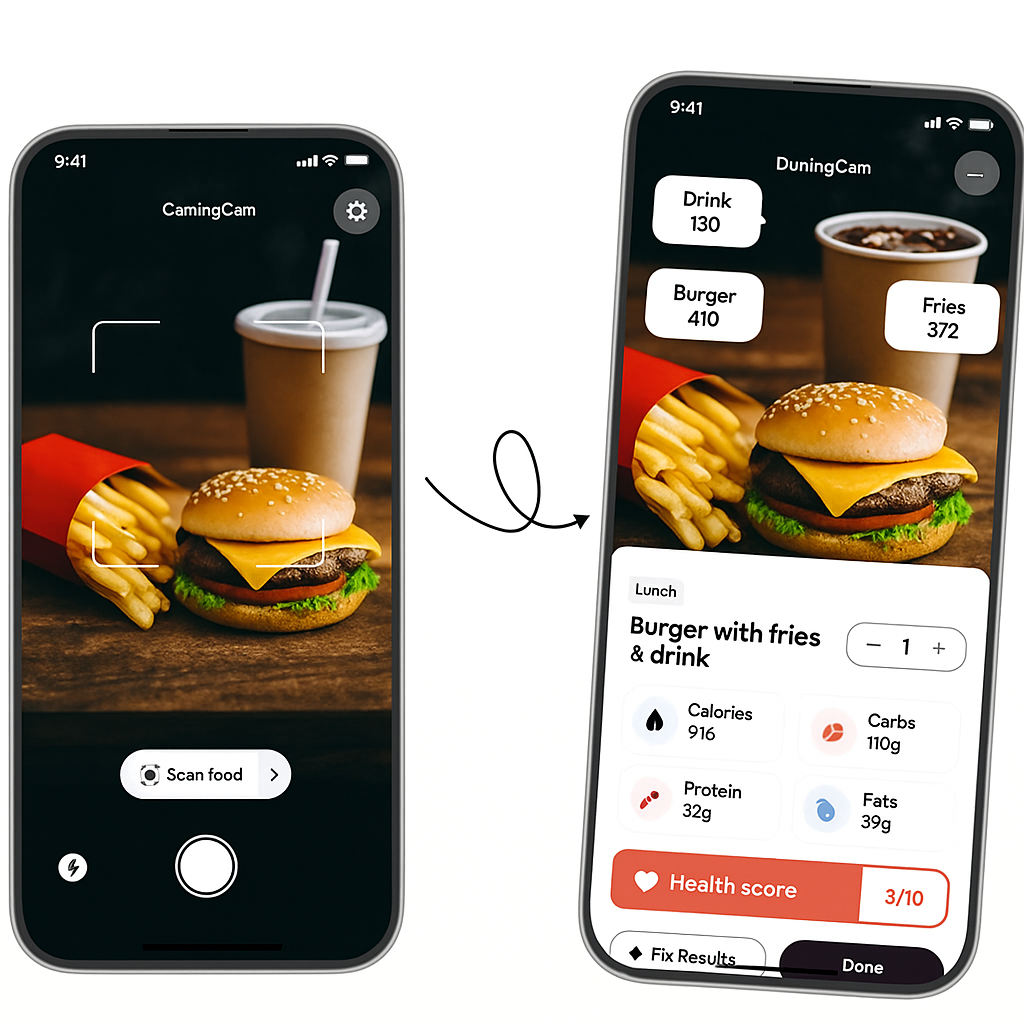 9:41
CamingCam
Scan food
9:41
DuningCam
Drink
130
Burger
410
Fries
372
Lunch
Burger with fries
& drink
− 1 +
Calories
916
Carbs
110g
Protein
32g
Fats
39g
Health score
3/10
Fix Results
Done